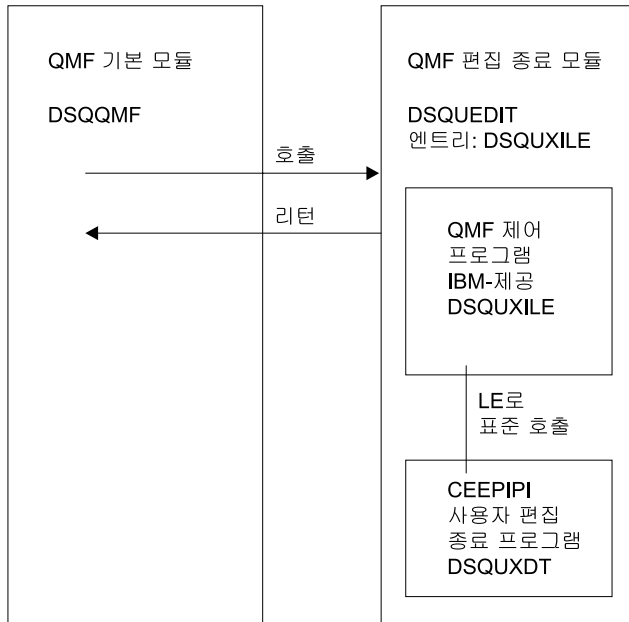 QMF 기본 모듈
DSQQMF
호출
리턴
QMF 편집 종료 모듈
DSQUEDIT
엔트리: DSQUXILE
QMF 제어
프로그램
IBM-제공
DSQUXILE
LE로
표준 호출
CEEPIPI
사용자 편집
종료 프로그램
DSQUXDT